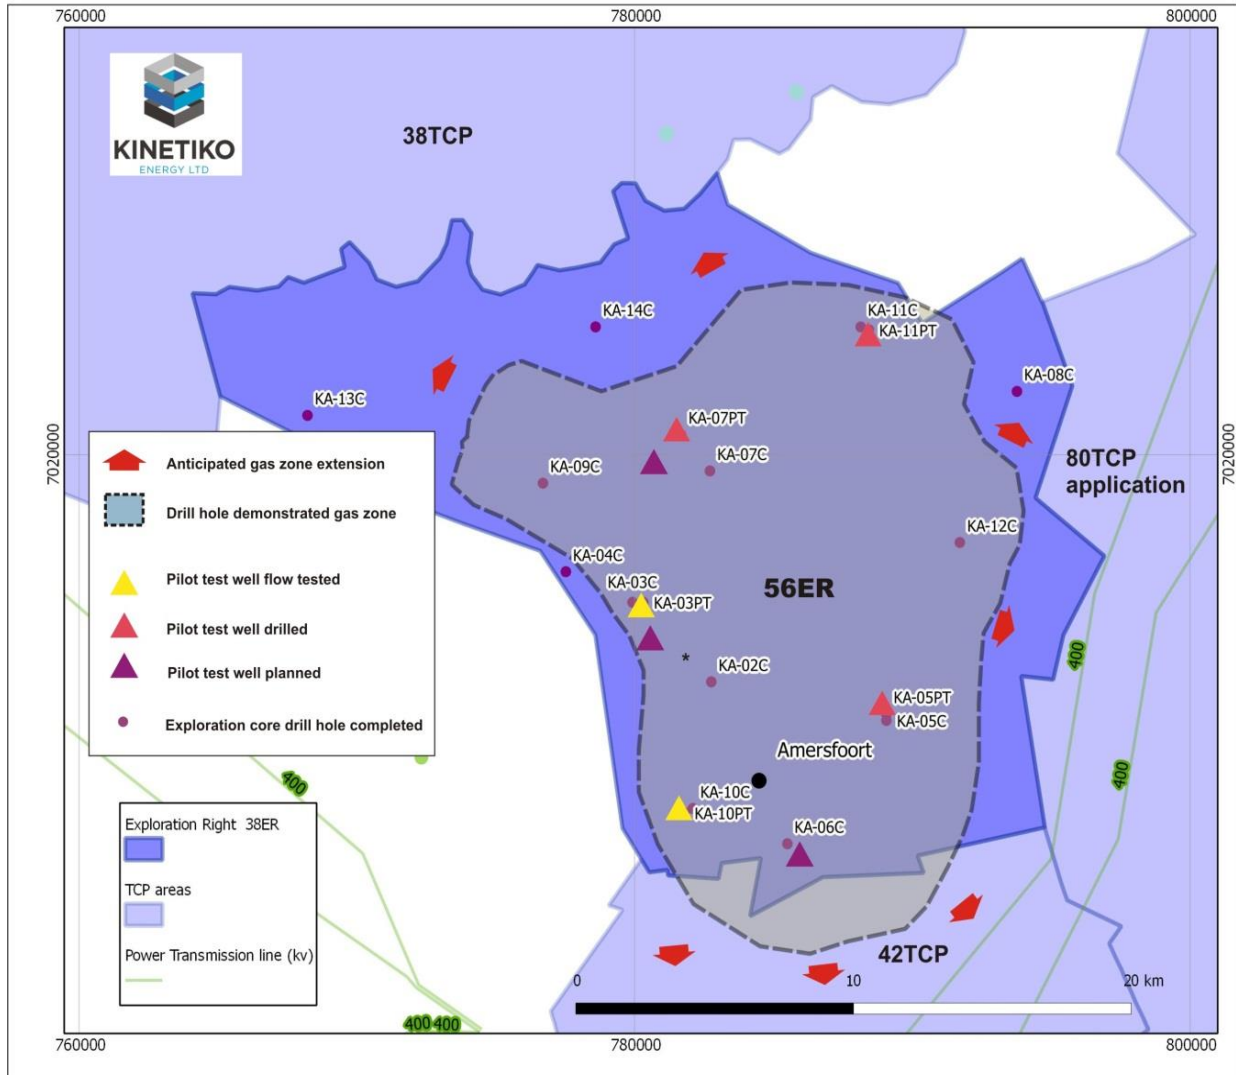 760000
780000
800000
KINETIKO
ENERGY LTD
38TCP
KA-14C
KA-11C
KA-11PT
KA-08C
KA-13C
KA-07PT
KA-07C
KA-09C
7020000
7020000
80TCP
application
KA-12C
KA-04C
KA-03C
KA-03PT
56ER
*
KA-02C
KA-05PT
KA-05C
Amersfoort
KA-10C
KA-10PT
KA-06C
42TCP
400
400
400
400 400
Anticipated gas zone extension
Drill hole demonstrated gas zone
Pilot test well flow tested
Pilot test well drilled
Pilot test well planned
Exploration core drill hole completed
Exploration Right 38ER
TCP areas
Power Transmission line (kv)
0
10
20 km
760000
780000
800000